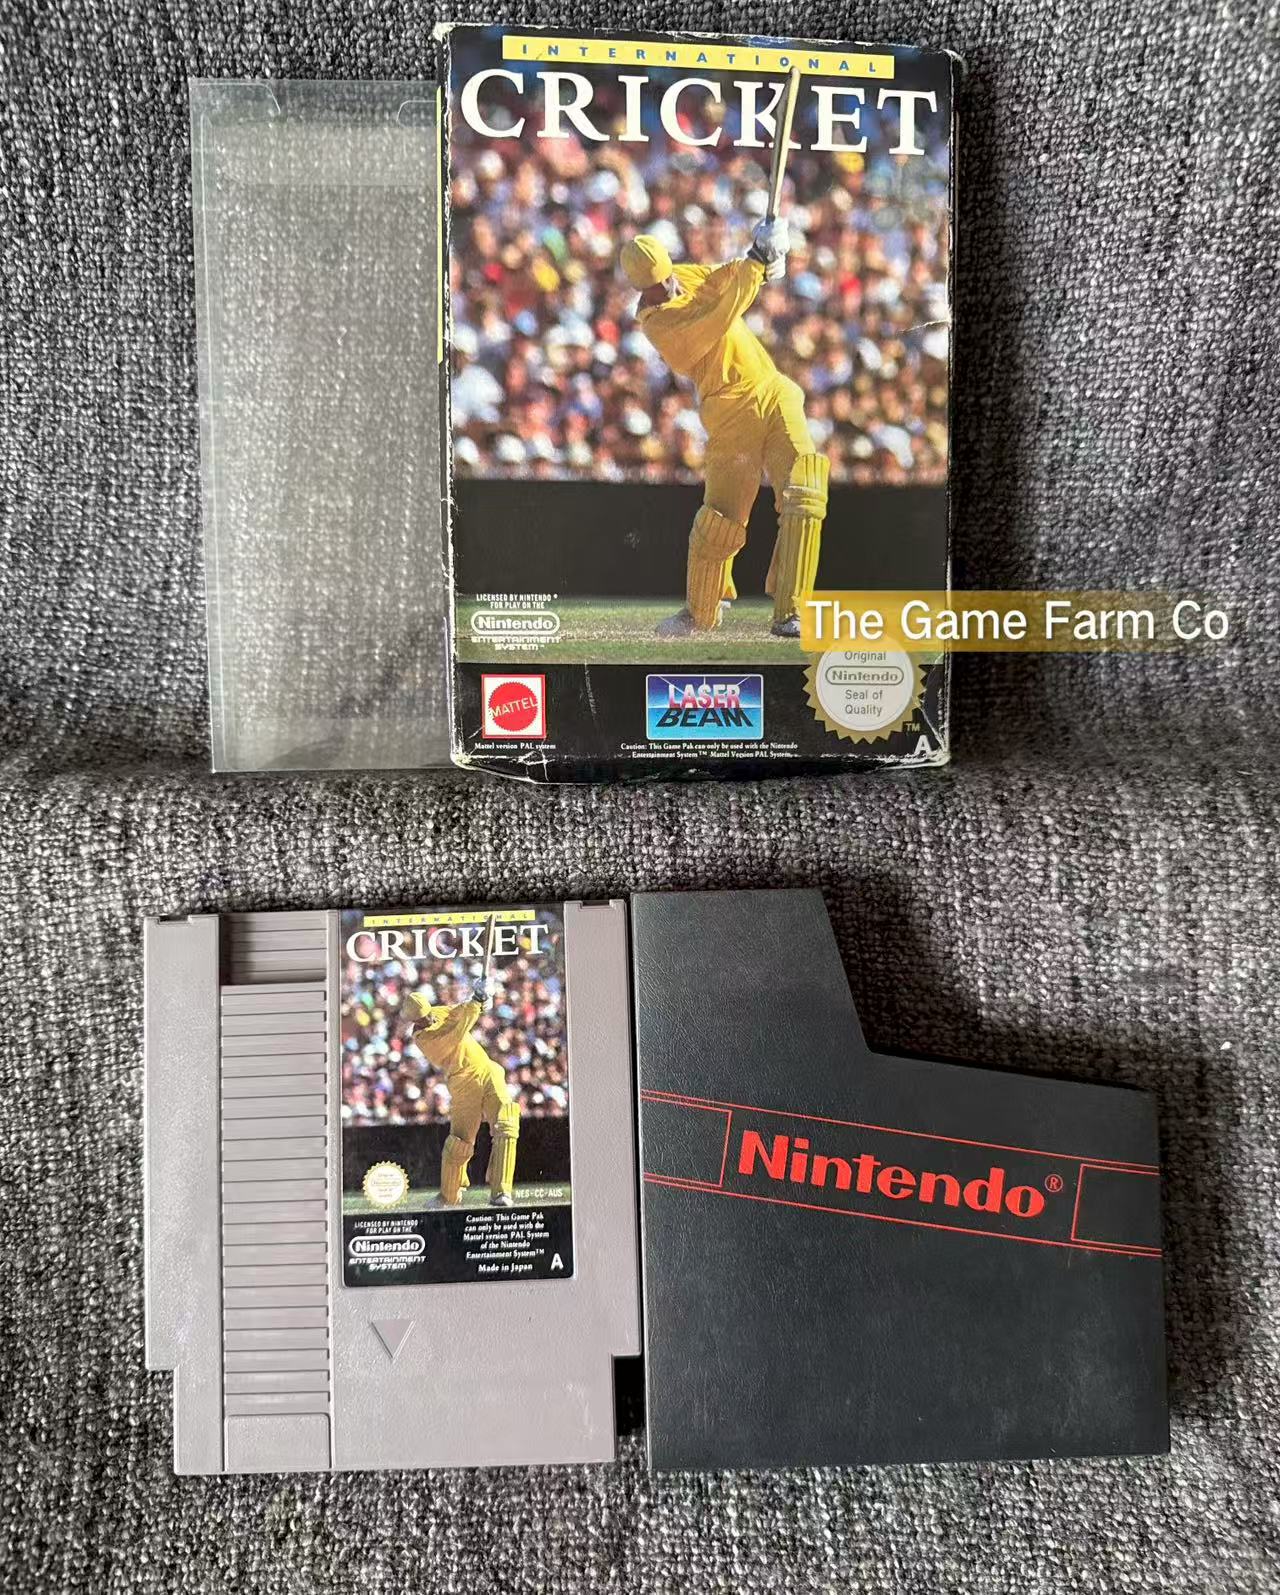 INTERNATIONAL
CRICKET
LICENSED BY NINTENDO ®
FOR PLAY ON THE
Nintendo
ENTERTAINMENT
SYSTEM™
The Game Farm Co
Original
Nintendo
Seal of
Quality
TM
MATTEL
Mattel version PAL system
LASER
BEAM
Caution: This Game Pak can only be used with the Nintendo
Entertainment System™ Mattel Version PAL System.
A
INTERNATIONAL
CRICKET
NES-CC-AUS
LICENSED BY NINTENDO
FOR PLAY ON THE
Nintendo
ENTERTAINMENT
SYSTEM™
Caution: This Game Pak
can only be used with the
Mattel version PAL System
of the Nintendo
Entertainment System™
Made in Japan
A
Nintendo®